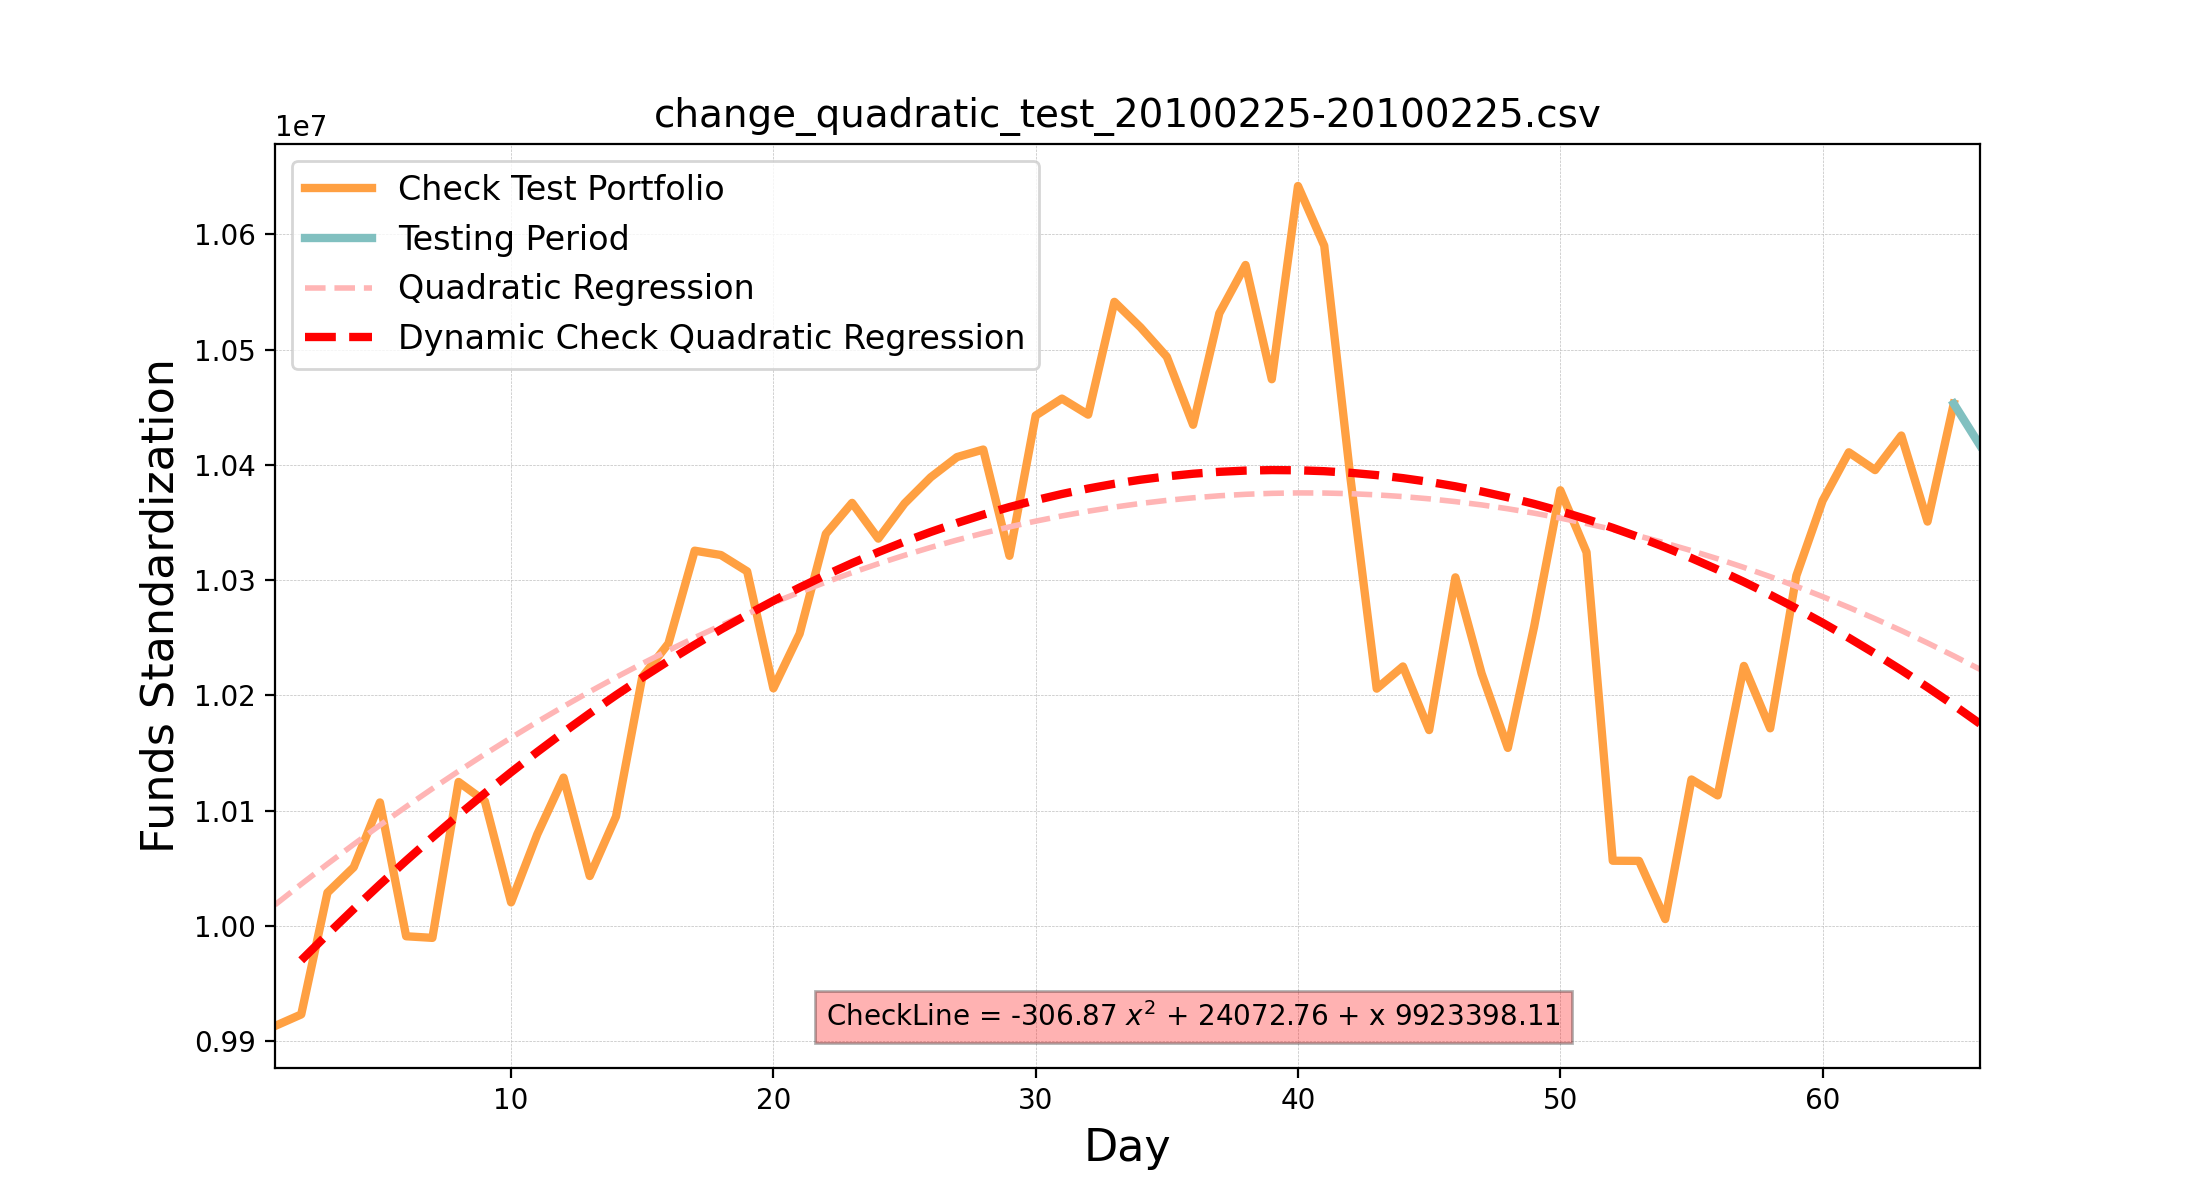 change_quadratic_test_20100225-20100225.csv
1e7
Check Test Portfolio
Testing Period
Quadratic Regression
Dynamic Check Quadratic Regression
1.06
1.05
1.04
1.03
1.02
1.01
1.00
0.99
Funds Standardization
CheckLine = -306.87 x² + 24072.76 + x 9923398.11
10 20 30 40 50 60
Day